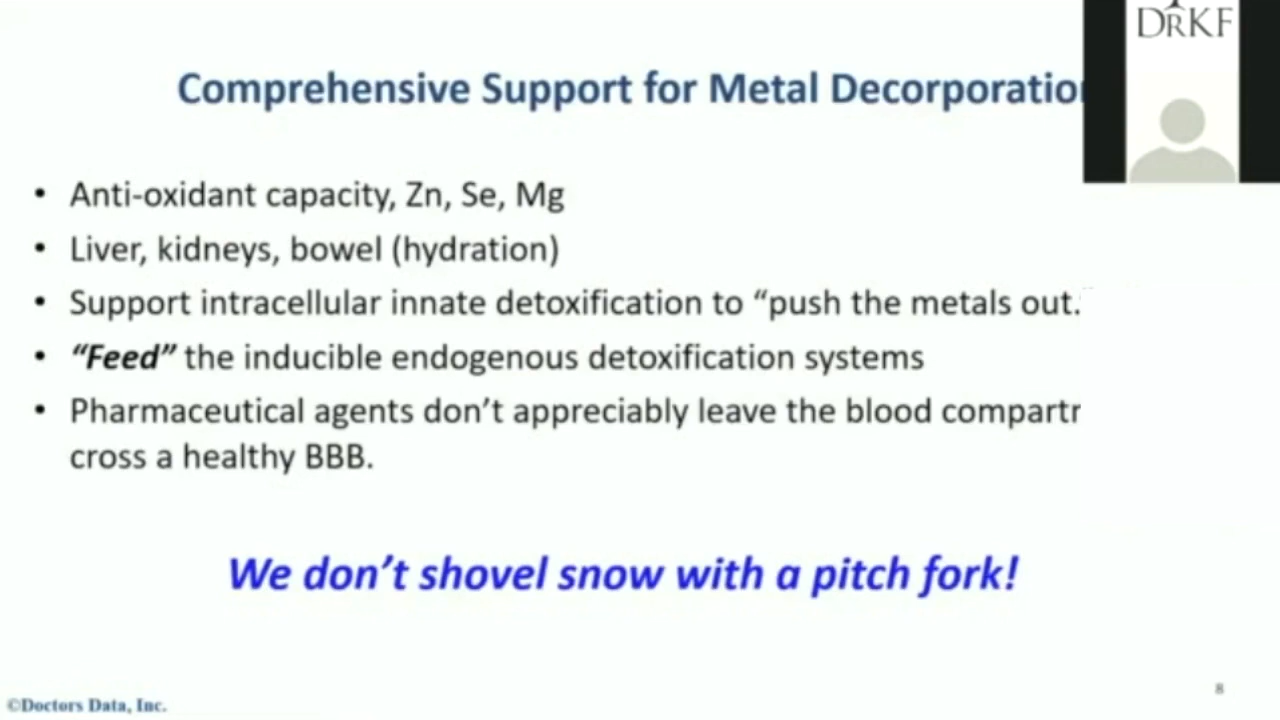 DRKF
Comprehensive Support for Metal Decorporation
• Anti-oxidant capacity, Zn, Se, Mg
• Liver, kidneys, bowel (hydration)
• Support intracellular innate detoxification to “push the metals out.”
• “Feed” the inducible endogenous detoxification systems
• Pharmaceutical agents don’t appreciably leave the blood
cross a healthy BBB.
We don’t shovel snow with a pitch fork!
8
©Doctors Data, Inc.